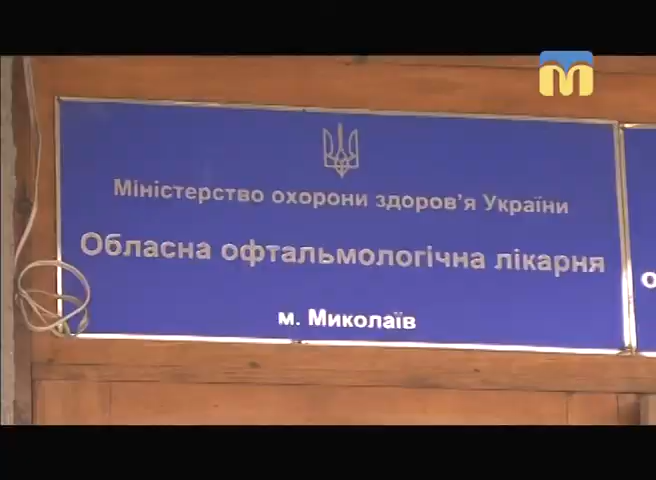 Міністерство охорони здоров'я України
Обласна офтальмологічна лікарня
м. Миколаїв